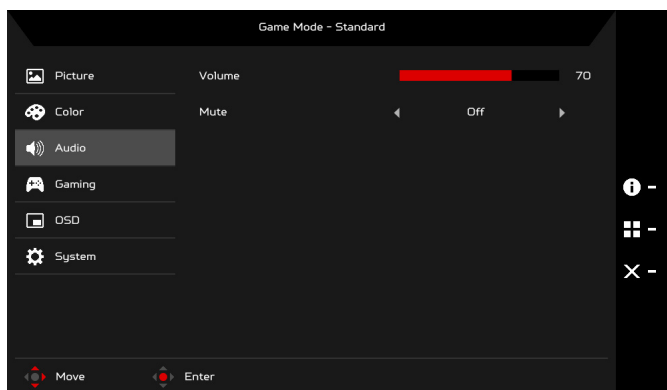 Game Mode - Standard
Picture
Volume 70
Color
Mute Off
Audio
Gaming
OSD
System
Move Enter